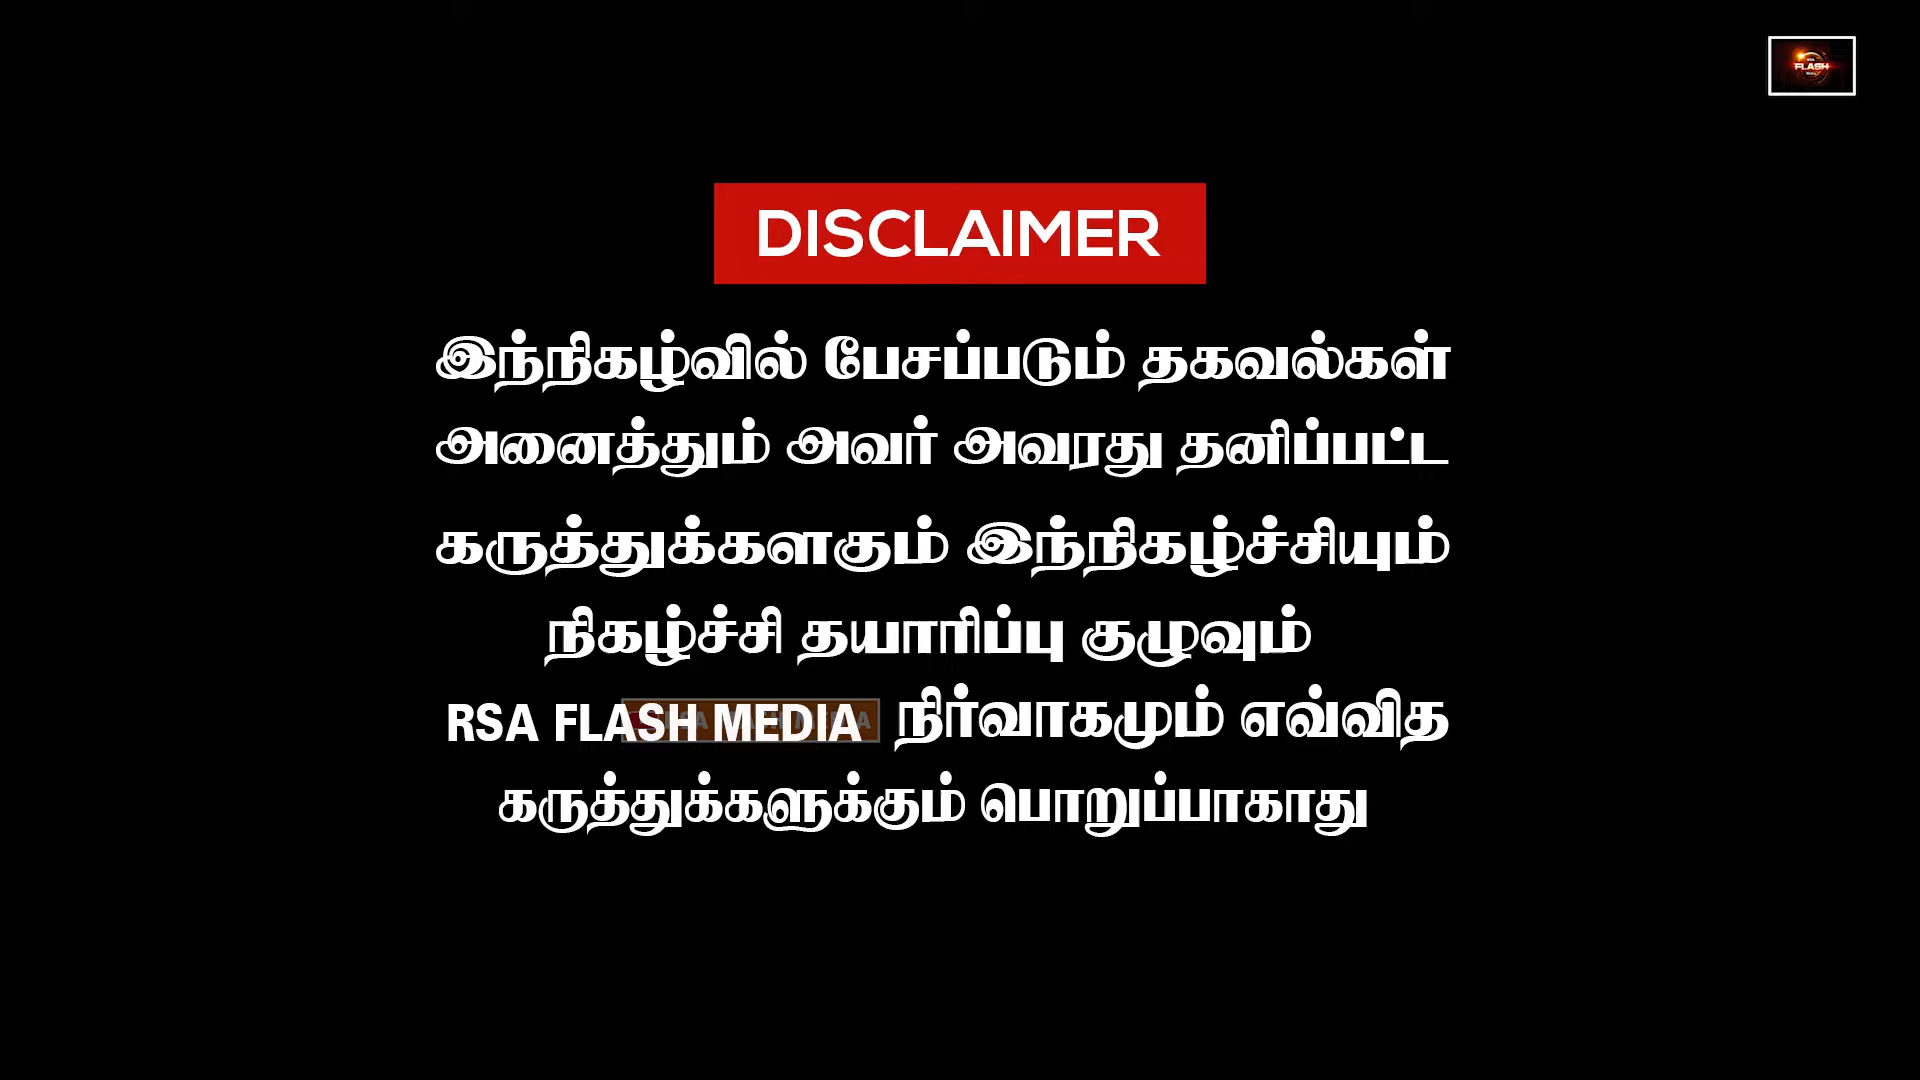 FLASH
DISCLAIMER
இந்நிகழ்வில் பேசப்படும் தகவல்கள்
அனைத்தும் அவர் அவரது தனிப்பட்ட
கருத்துக்களகும் இந்நிகழ்ச்சியும்
நிகழ்ச்சி தயாரிப்பு குழுவும்
RSA FLASH MEDIA நிர்வாகமும் எவ்வித
கருத்துக்களுக்கும் பொறுப்பாகாது